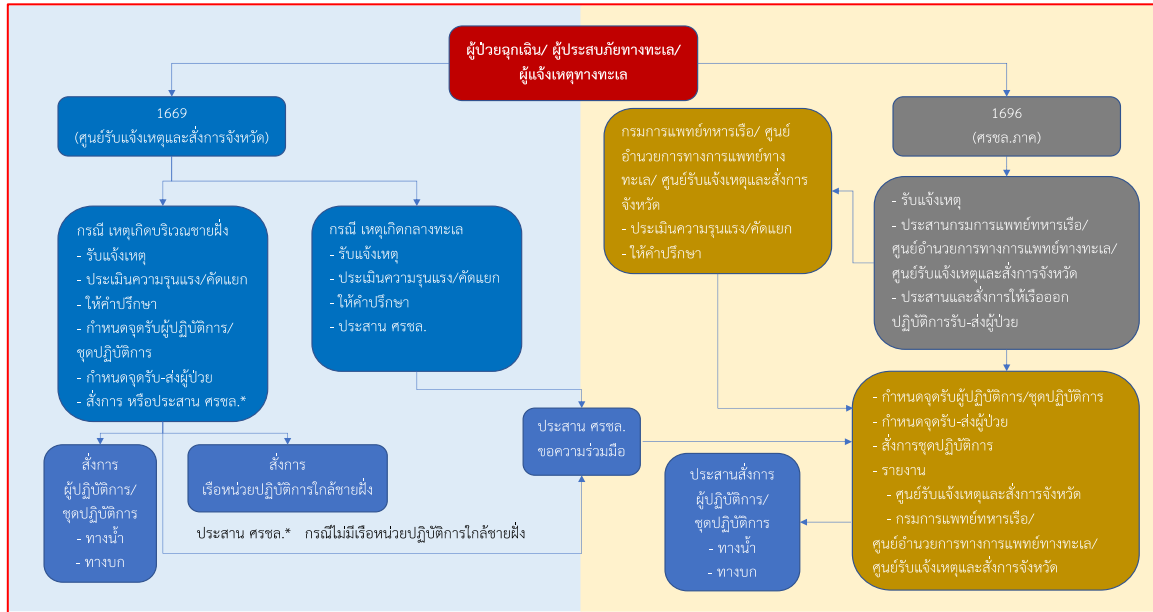 ผู้ป่วยฉุกเฉิน/ ผู้ประสบภัยทางทะเล/
ผู้แจ้งเหตุทางทะเล
1669
(ศูนย์รับแจ้งเหตุและสั่งการจังหวัด)
1696
(ศรชล.ภาค)
กรมการแพทย์ทหารเรือ/ ศูนย์
อำนวยการทางการแพทย์ทาง
ทะเล/ ศูนย์รับแจ้งเหตุและสั่งการ
จังหวัด
- ประเมินความรุนแรง/คัดแยก
- ให้คำปรึกษา
- รับแจ้งเหตุ
- ประสานกรมการแพทย์ทหารเรือ/
ศูนย์อำนวยการทางการแพทย์ทางทะเล/
ศูนย์รับแจ้งเหตุและสั่งการจังหวัด
- ประสานและสั่งการให้เรือออก
ปฏิบัติการรับ-ส่งผู้ป่วย
กรณี เหตุเกิดบริเวณชายฝั่ง
- รับแจ้งเหตุ
- ประเมินความรุนแรง/คัดแยก
- ให้คำปรึกษา
- กำหนดจุดรับผู้ปฏิบัติการ/
ชุดปฏิบัติการ
- กำหนดจุดรับ-ส่งผู้ป่วย
- สั่งการ หรือประสาน ศรชล.*
กรณี เหตุเกิดกลางทะเล
- รับแจ้งเหตุ
- ประเมินความรุนแรง/คัดแยก
- ให้คำปรึกษา
- ประสาน ศรชล.
สั่งการ
ผู้ปฏิบัติการ/
ชุดปฏิบัติการ
- ทางน้ำ
- ทางบก
สั่งการ
เรือหน่วยปฏิบัติการใกล้ชายฝั่ง
ประสาน ศรชล.* กรณีไม่มีเรือหน่วยปฏิบัติการใกล้ชายฝั่ง
ประสาน ศรชล.
ขอความร่วมมือ
ประสานสั่งการ
ผู้ปฏิบัติการ/
ชุดปฏิบัติการ
- ทางน้ำ
- ทางบก
- กำหนดจุดรับผู้ปฏิบัติการ/ชุดปฏิบัติการ
- กำหนดจุดรับ-ส่งผู้ป่วย
- สั่งการชุดปฏิบัติการ
- รายงาน
- ศูนย์รับแจ้งเหตุและสั่งการจังหวัด
- กรมการแพทย์ทหารเรือ/
ศูนย์อำนวยการทางการแพทย์ทางทะเล/
ศูนย์รับแจ้งเหตุและสั่งการจังหวัด